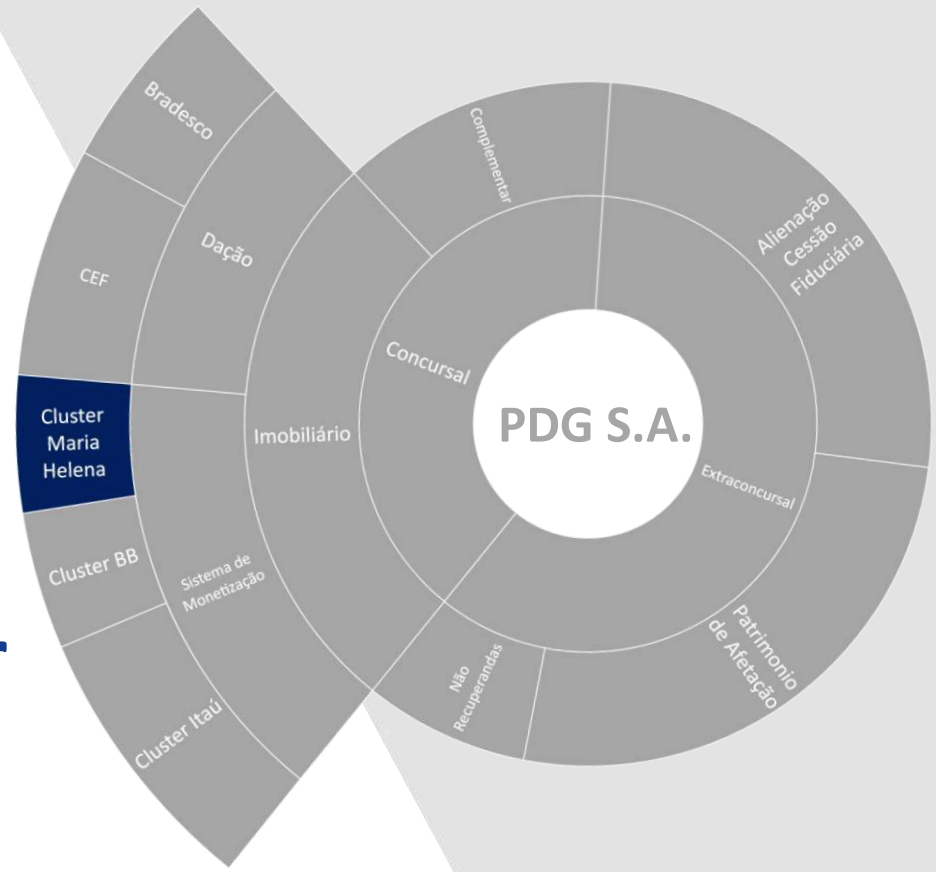 Bradesco
CEF
Cluster
Maria
Helena
Cluster BB
Cluster Itaú
Dação
Sistema de
Monetização
Imobiliário
Complementar
Concursal
PDG S.A.
Extraconcursal
Alienação
Cessão
Fiduciária
Patrimonio
de Afetação
Não
Recuperandas